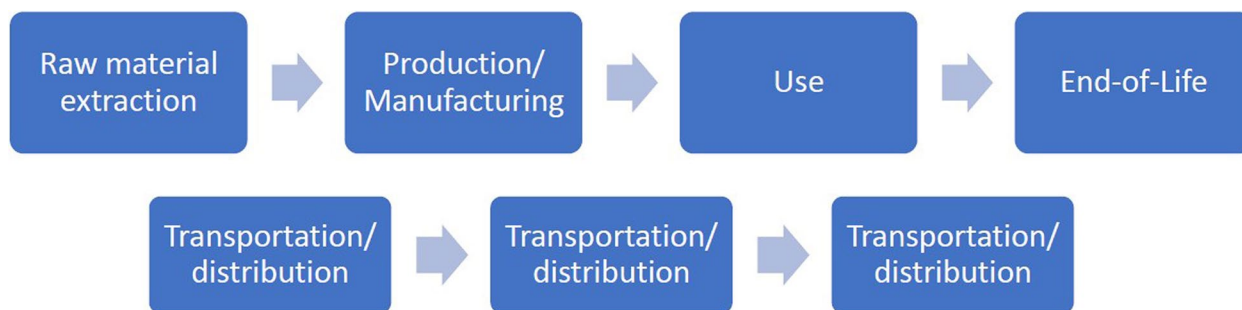 Raw material
extraction
Production/
Manufacturing
Use
End-of-Life
Transportation/
distribution
Transportation/
distribution
Transportation/
distribution